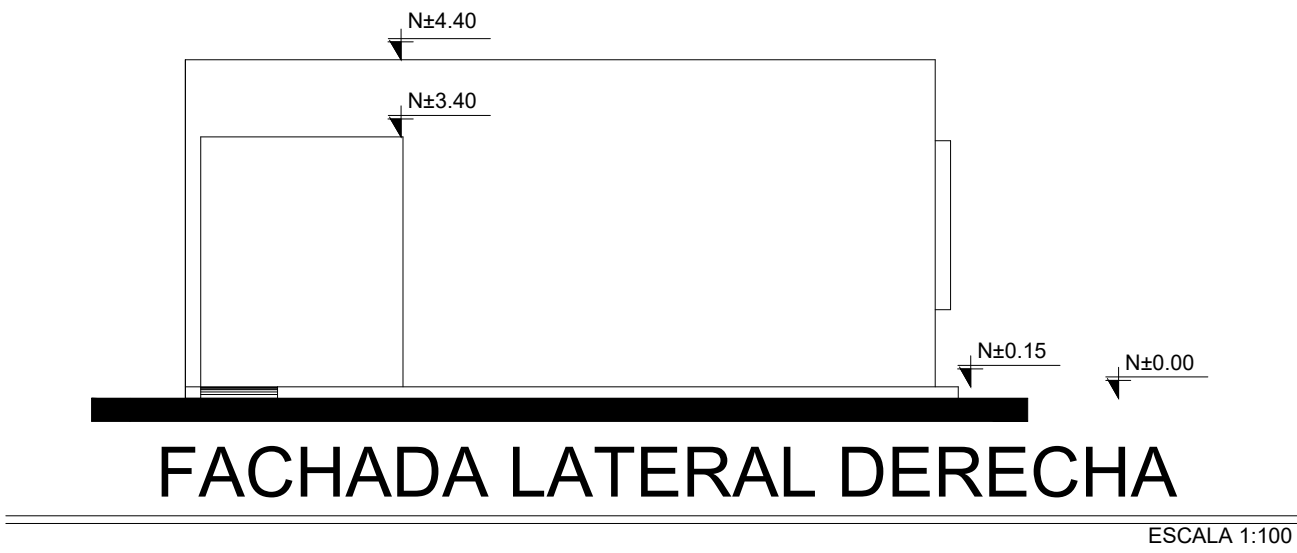 N±4.40
N±3.40
N±0.15
N±0.00
FACHADA LATERAL DERECHA
ESCALA 1:100